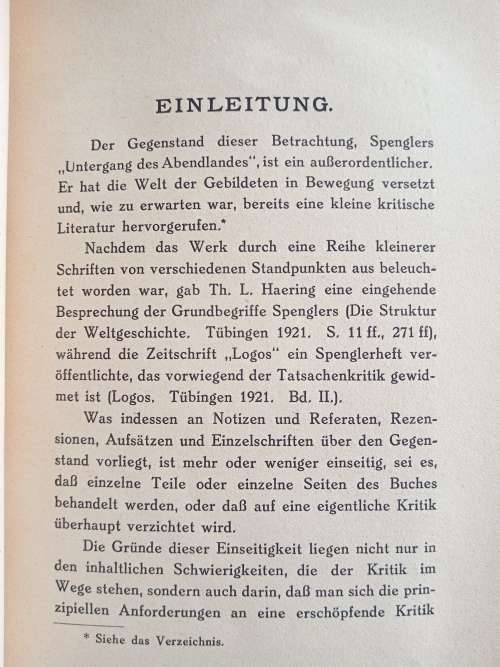 EINLEITUNG.
Der Gegenstand dieser Betrachtung, Spenglers
„Untergang des Abendlandes“, ist ein außerordentlicher.
Er hat die Welt der Gebildeten in Bewegung versetzt
und, wie zu erwarten war, bereits eine kleine kritische
Literatur hervorgerufen.*
Nachdem das Werk durch eine Reihe kleinerer
Schriften von verschiedenen Standpunkten aus beleuch-
tet worden war, gab Th. L. Haering eine eingehende
Besprechung der Grundbegriffe Spenglers (Die Struktur
der Weltgeschichte. Tübingen 1921. S. 11 ff., 271 ff),
während die Zeitschrift „Logos“ ein Spenglerheft ver-
öffentlichte, das vorwiegend der Tatsachenkritik gewid-
met ist (Logos. Tübingen 1921. Bd. II.).
Was indessen an Notizen und Referaten, Rezen-
sionen, Aufsätzen und Einzelschriften über den Gegen-
stand vorliegt, ist mehr oder weniger einseitig, sei es,
daß einzelne Teile oder einzelne Seiten des Buches
behandelt werden, oder daß auf eine eigentliche Kritik
überhaupt verzichtet wird.
Die Gründe dieser Einseitigkeit liegen nicht nur in
den inhaltlichen Schwierigkeiten, die der Kritik im
Wege stehen, sondern auch darin, daß man sich die prin-
zipiellen Anforderungen an eine erschöpfende Kritik
* Siehe das Verzeichnis.